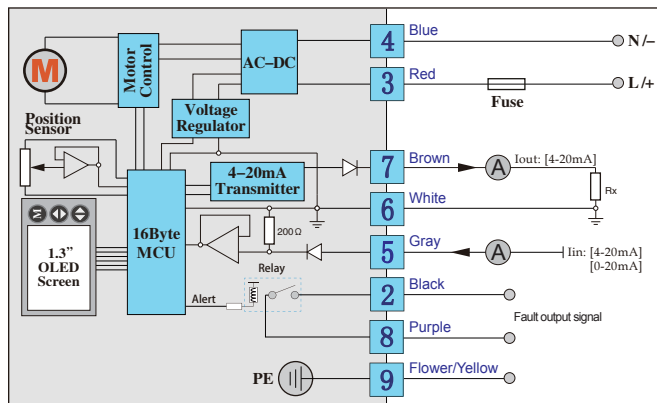 M
Motor
Control
AC-DC
4 Blue
N/−
3 Red
Fuse
L/+
Voltage
Regulator
Position
Sensor
4-20mA
Transmitter
7 Brown
A
Iout: [4-20mA]
Rx
6 White
16Byte
MCU
200Ω
5 Gray
A
Iin: [4-20mA]
[0-20mA]
M
1.3”
OLED
Screen
Relay
Alert
2 Black
Fault output signal
8 Purple
PE
9 Flower/Yellow